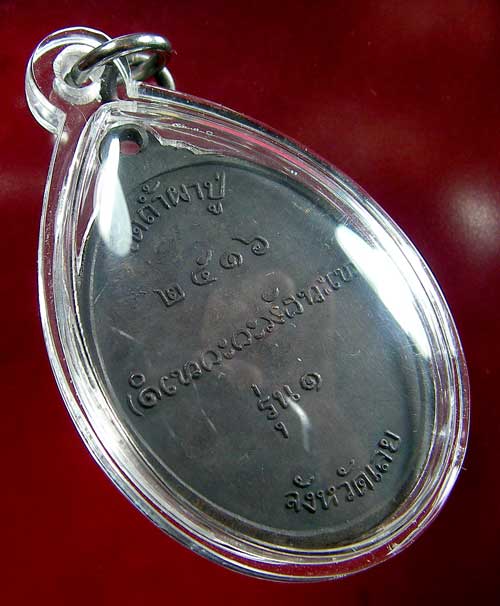 วัดถ้ำผาปู่
๒ ๕ ๑ ๖
รุ่น ๑
จังหวัดเลย